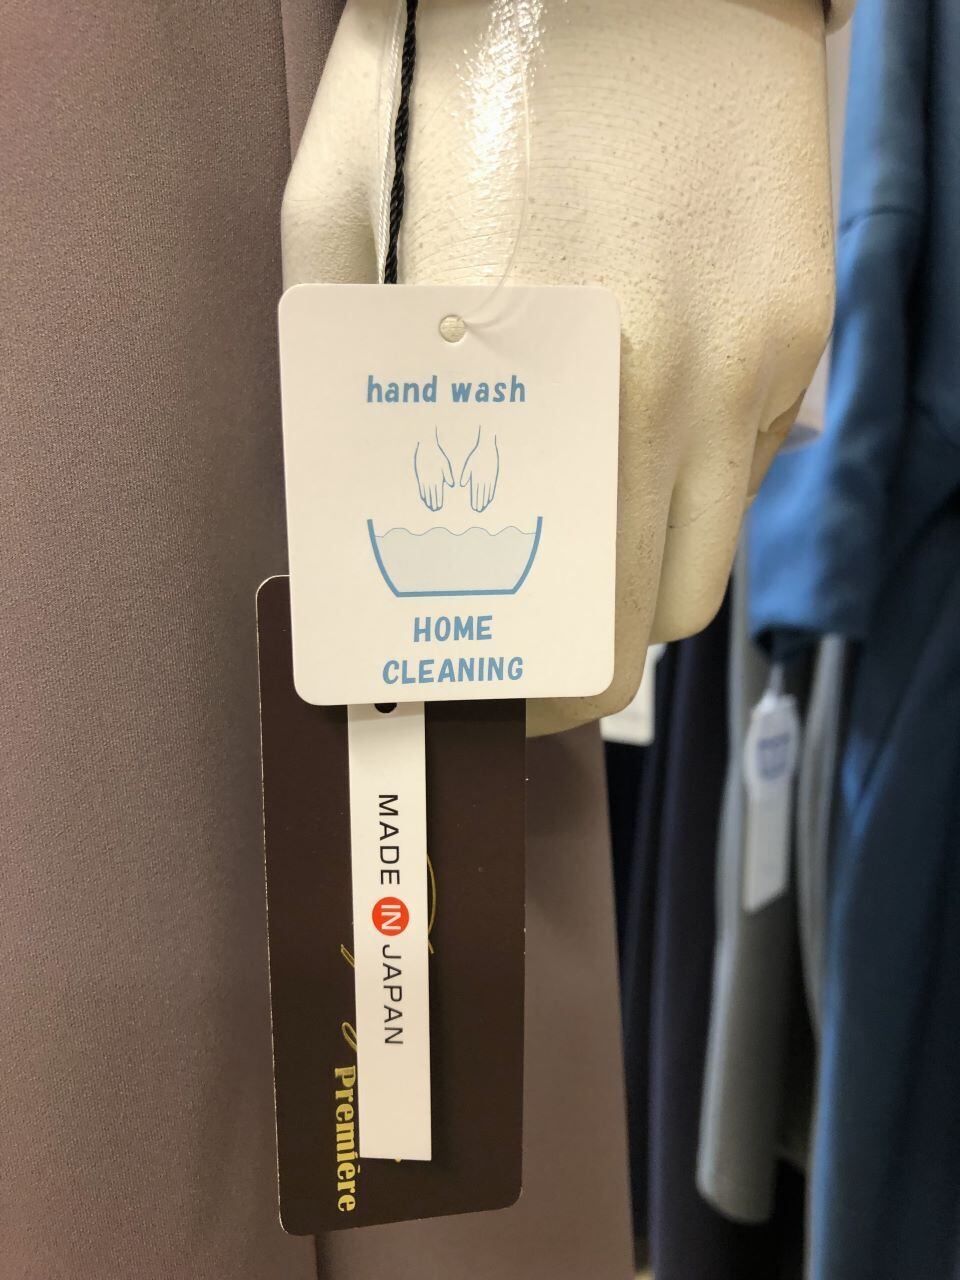 hand wash
HOME
CLEANING
MADE IN JAPAN
Première